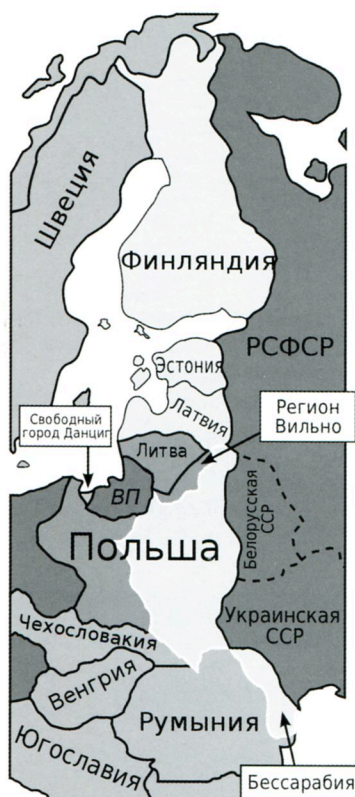 Швеция
Финляндия
РСФСР
Эстония
Латвия
Регион
Вильно
Свободный
город Данциг
Литва
ВП
Белорусская
ССР
Польша
Украинская
ССР
Чехословакия
Венгрия
Румыния
Югославия
Бессарабия